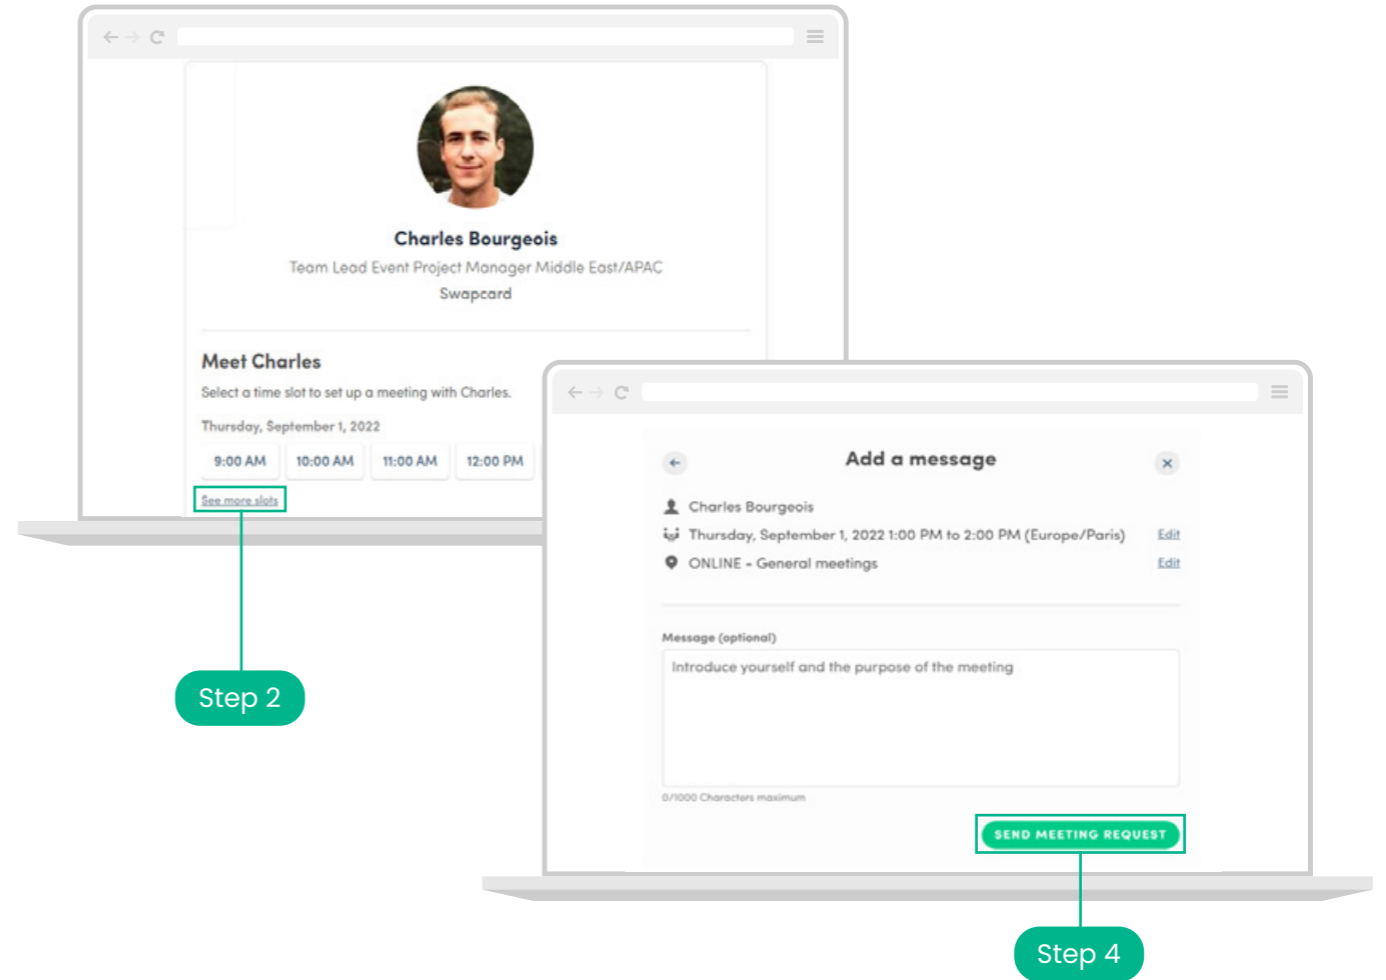 Charles Bourgeois
Team Lead Event Project Manager Middle East/APAC
Swapcard
Meet Charles
Select a time slot to set up a meeting with Charles.
Thursday, September 1, 2022
9:00 AM 10:00 AM 11:00 AM 12:00 PM
See more slots
Step 2
Add a message
Charles Bourgeois
Thursday, September 1, 2022 1:00 PM to 2:00 PM (Europe/Paris) Edit
ONLINE - General meetings Edit
Message (optional)
Introduce yourself and the purpose of the meeting
0/1000 Characters maximum
SEND MEETING REQUEST
Step 4